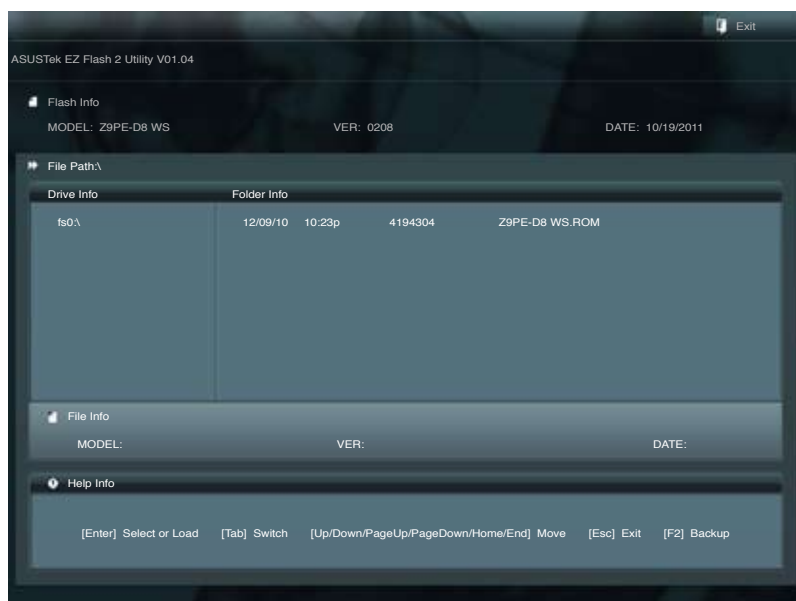 Exit
ASUSTek EZ Flash 2 Utility V01.04
Flash Info
MODEL: Z9PE-D8 WS VER: 0208 DATE: 10/19/2011
File Path:\
Drive Info Folder Info
fs0:\ 12/09/10 10:23p 4194304 Z9PE-D8 WS.ROM
File Info
MODEL: VER: DATE:
Help Info
[Enter] Select or Load [Tab] Switch [Up/Down/PageUp/PageDown/Home/End] Move [Esc] Exit [F2] Backup